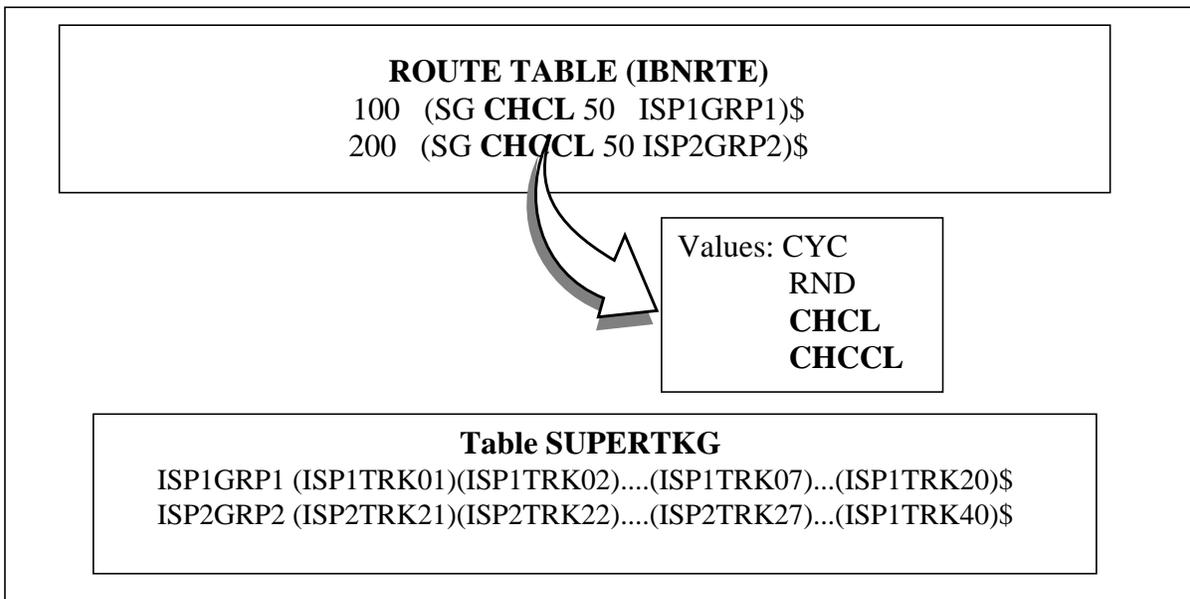 ROUTE TABLE (IBNRTE)
100 (SG CHCL 50 ISP1GRP1)$
200 (SG CHCCL 50 ISP2GRP2)$
Values: CYC
RND
CHCL
CHCCL
Table SUPERTKG
ISP1GRP1 (ISP1TRK01)(ISP1TRK02)....(ISP1TRK07)...(ISP1TRK20)$
ISP2GRP2 (ISP2TRK21)(ISP2TRK22)....(ISP2TRK27)...(ISP1TRK40)$